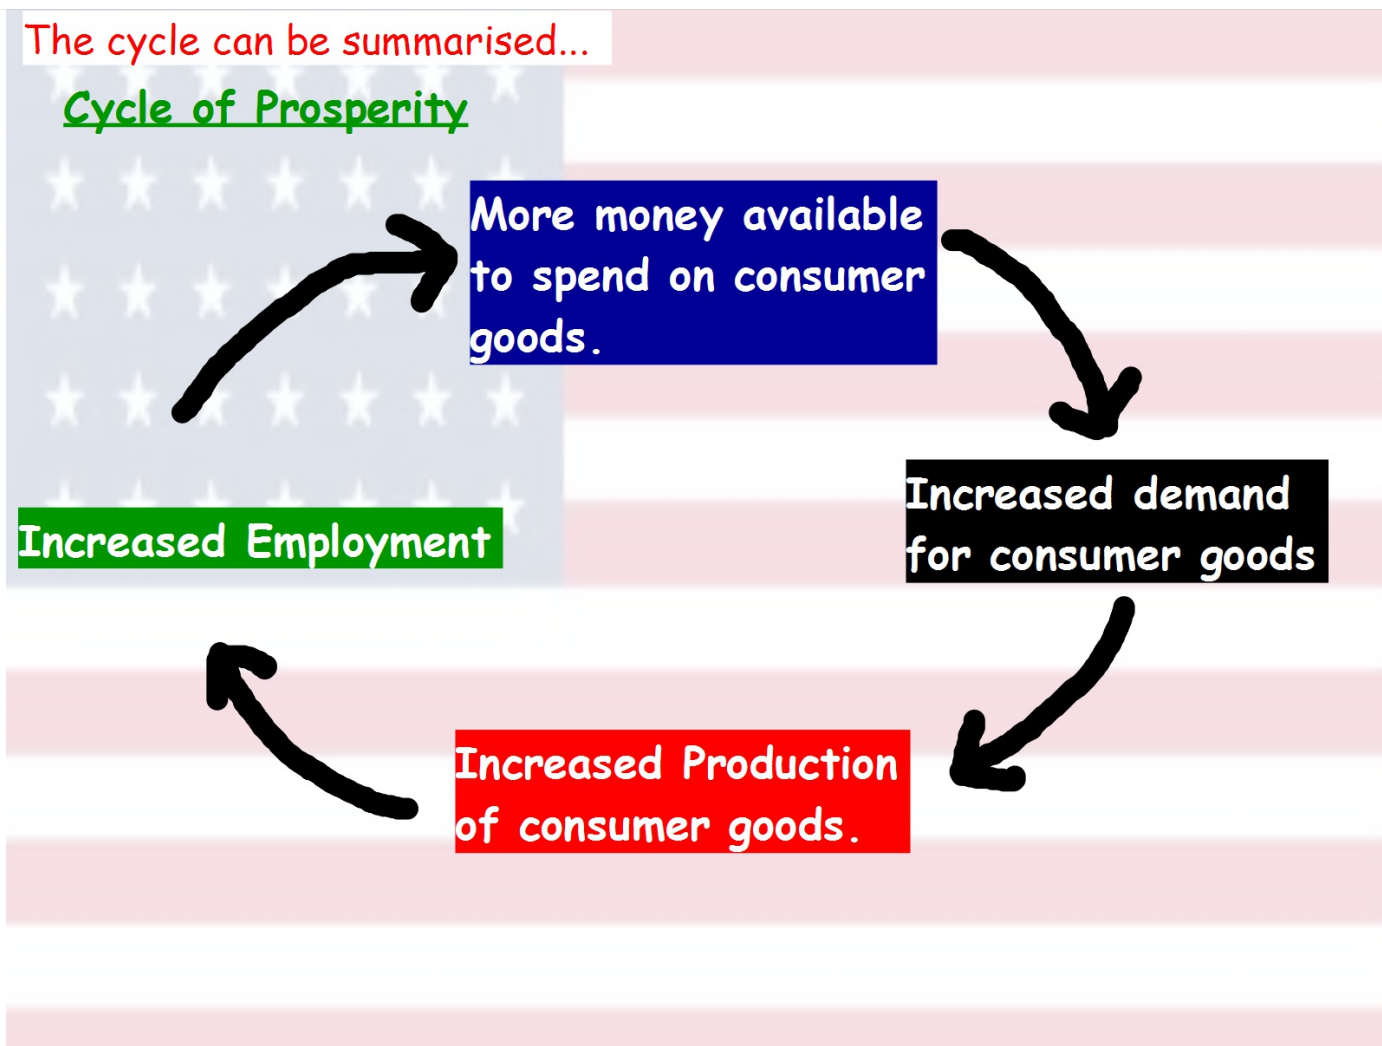 The cycle can be summarised...
Cycle of Prosperity
More money available
to spend on consumer
goods.
Increased demand
for consumer goods
Increased Production
of consumer goods.
Increased Employment